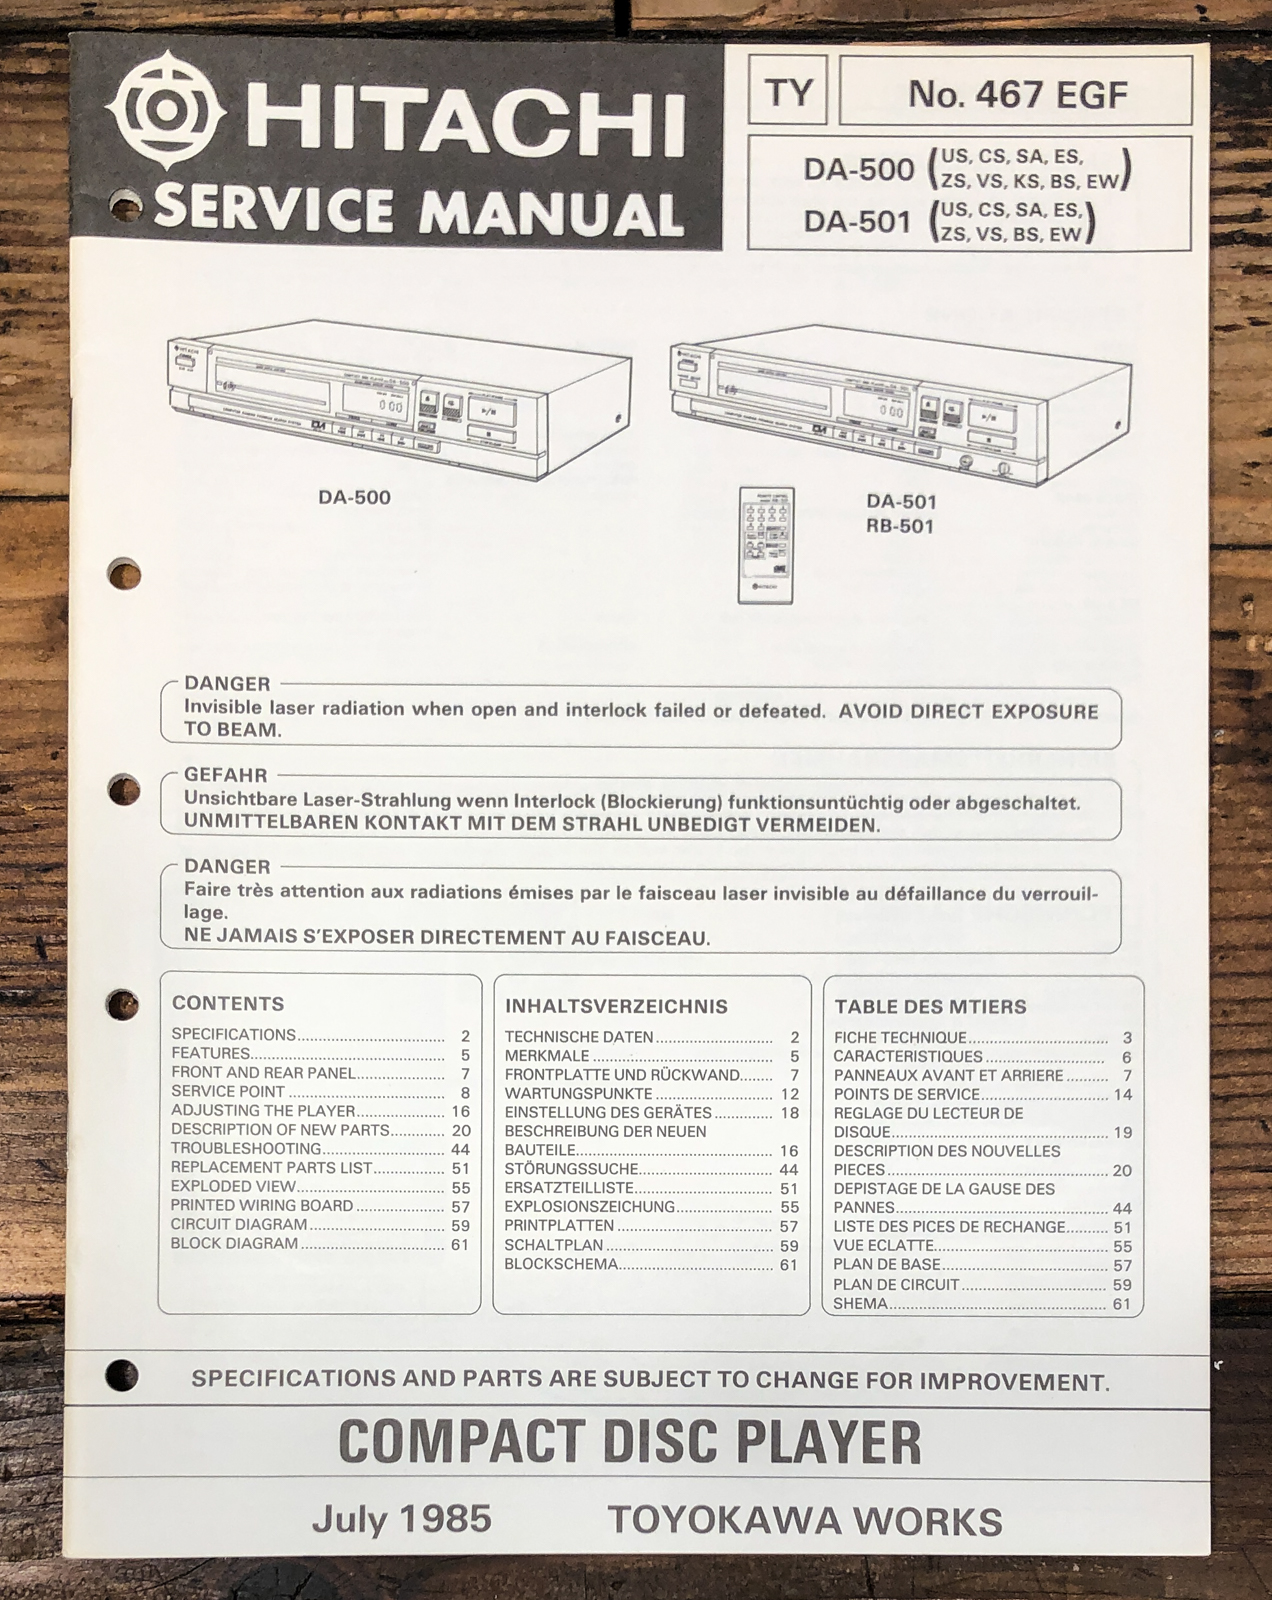 HITACHI
SERVICE MANUAL
TY
No. 467 EGF
DA-500 (US, CS, SA, ES,
ZS, VS, KS, BS, EW)
DA-501 (US, CS, SA, ES,
ZS, VS, BS, EW)
HITACHI
HITACHI
DA-500
DA-501
RB-501
HITACHI
DANGER
Invisible laser radiation when open and interlock failed or defeated. AVOID DIRECT EXPOSURE
TO BEAM.
GEFAHR
Unsichtbare Laser-Strahlung wenn Interlock (Blockierung) funktionsuntüchtig oder abgeschaltet.
UNMITTELBAREN KONTAKT MIT DEM STRAHL UNBEDIGT VERMEIDEN.
DANGER
Faire très attention aux radiations émises par le faisceau laser invisible au défaillance du verrouil-
lage.
NE JAMAIS S'EXPOSER DIRECTEMENT AU FAISCEAU.
CONTENTS
SPECIFICATIONS 2
FEATURES 5
FRONT AND REAR PANEL 7
SERVICE POINT 8
ADJUSTING THE PLAYER 16
DESCRIPTION OF NEW PARTS 20
TROUBLESHOOTING 44
REPLACEMENT PARTS LIST 51
EXPLODED VIEW 55
PRINTED WIRING BOARD 57
CIRCUIT DIAGRAM 59
BLOCK DIAGRAM 61
INHALTSVERZEICHNIS
TECHNISCHE DATEN 2
MERKMALE 5
FRONTPLATTE UND RÜCKWAND 7
WARTUNGSPUNKTE 12
EINSTELLUNG DES GERÄTES 18
BESCHREIBUNG DER NEUEN
BAUTEILE 16
STÖRUNGSSUCHE 44
ERSATZTEILLISTE 51
EXPLOSIONSZEICHUNG 55
PRINTPLATTEN 57
SCHALTPLAN 59
BLOCKSCHEMA 61
TABLE DES MTIERS
FICHE TECHNIQUE 3
CARACTERISTIQUES 6
PANNEAUX AVANT ET ARRIERE 7
POINTS DE SERVICE 14
REGLAGE DU LECTEUR DE
DISQUE 19
DESCRIPTION DES NOUVELLES
PIECES 20
DEPISTAGE DE LA GAUSE DES
PANNES 44
LISTE DES PICES DE RECHANGE 51
VUE ECLATTE 55
PLAN DE BASE 57
PLAN DE CIRCUIT 59
SHEMA 61
SPECIFICATIONS AND PARTS ARE SUBJECT TO CHANGE FOR IMPROVEMENT.
COMPACT DISC PLAYER
July 1985 TOYOKAWA WORKS